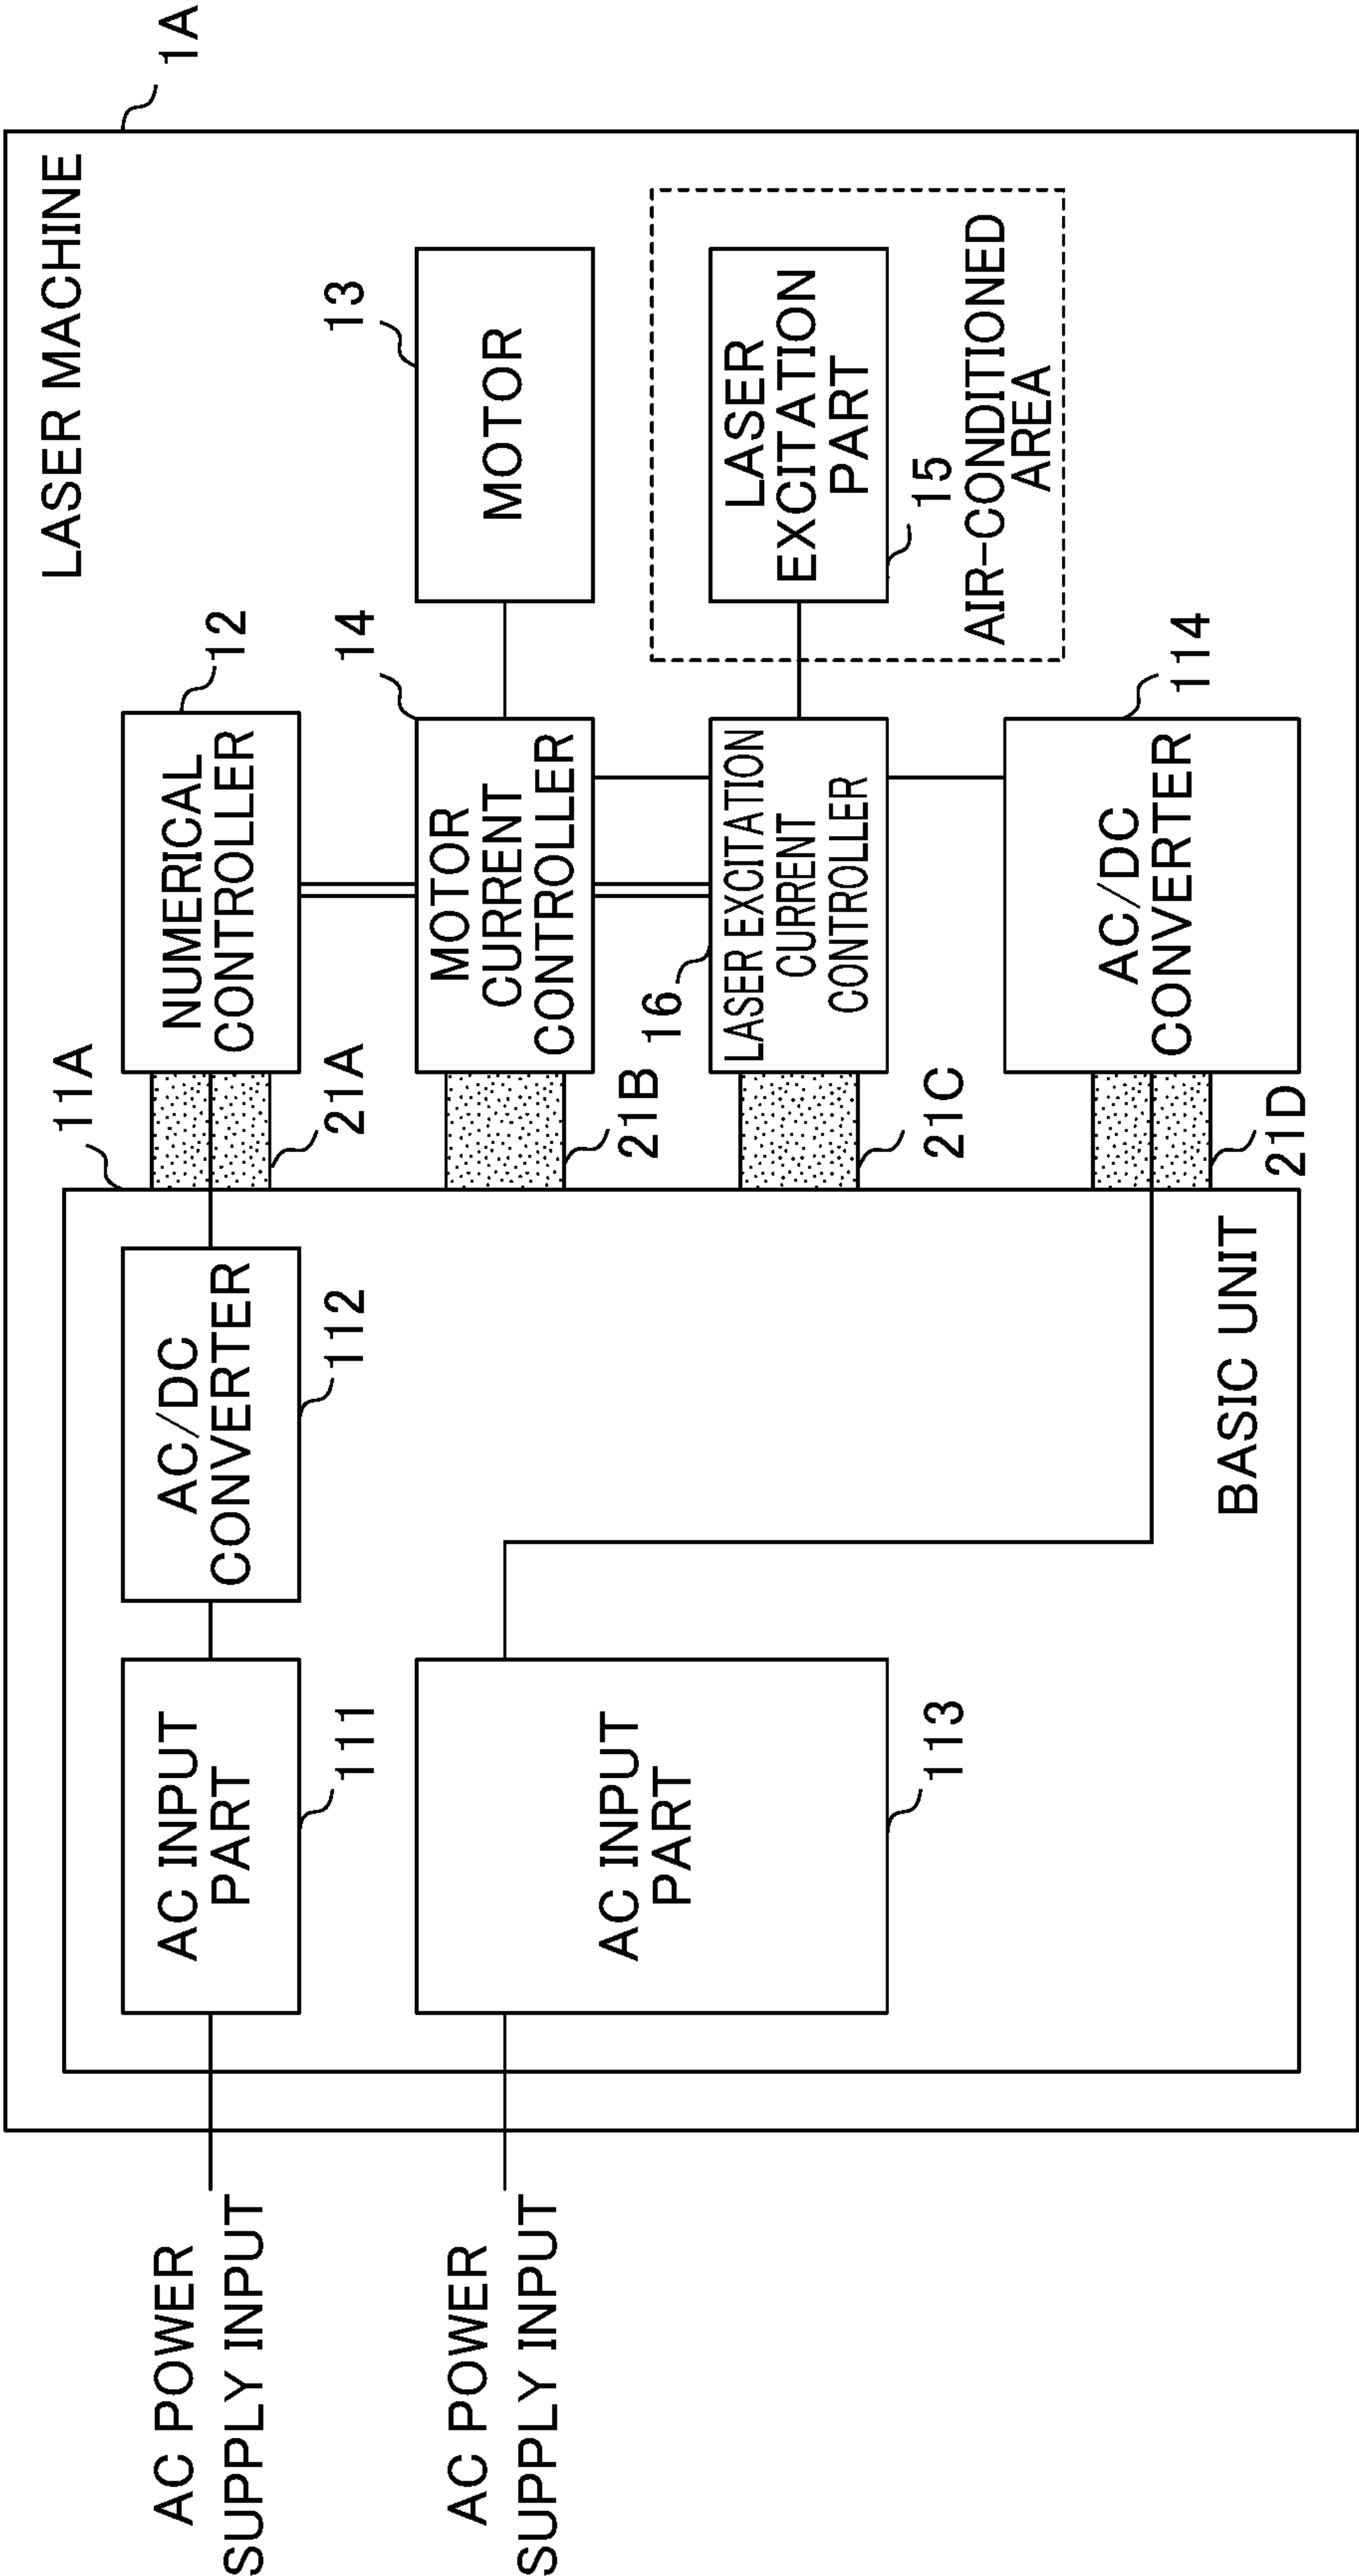 1A
LASER MACHINE
11A
12
NUMERICAL
CONTROLLER
21A
AC/DC
CONVERTER
112
AC INPUT
PART
111
AC POWER
SUPPLY INPUT
13
MOTOR
14
MOTOR
CURRENT
CONTROLLER
21B
AC INPUT
PART
113
AC POWER
SUPPLY INPUT
LASER
EXCITATION
PART
15
AIR-CONDITIONED
AREA
16
LASER EXCITATION
CURRENT
CONTROLLER
21C
114
AC/DC
CONVERTER
21D
BASIC UNIT